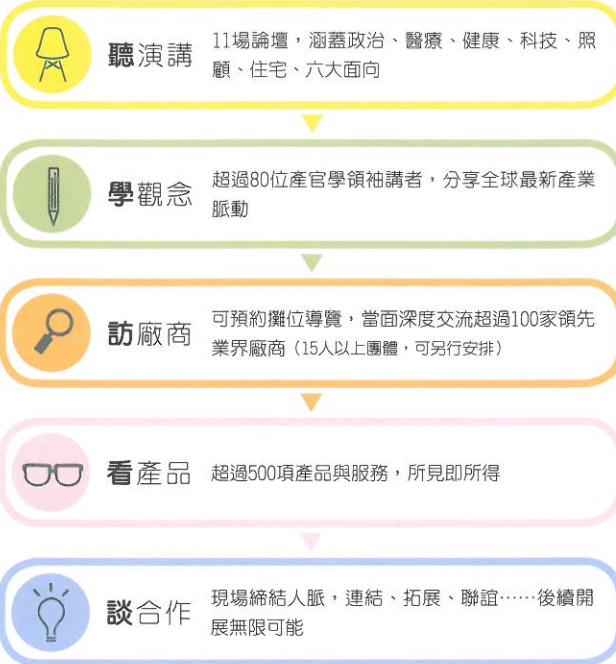 聽演講
11場論壇，涵蓋政治、醫療、健康、科技、照
顧、住宅、六大面向
學觀念
超過80位產官學領袖講者，分享全球最新產業
脈動
訪廠商
可預約攤位導覽，當面深度交流超過100家領先
業界廠商（15人以上團體，可另行安排）
看產品
超過500項產品與服務，所見即所得
談合作
現場締結人脈，連結、拓展、聯誼⋯⋯後續開
展無限可能